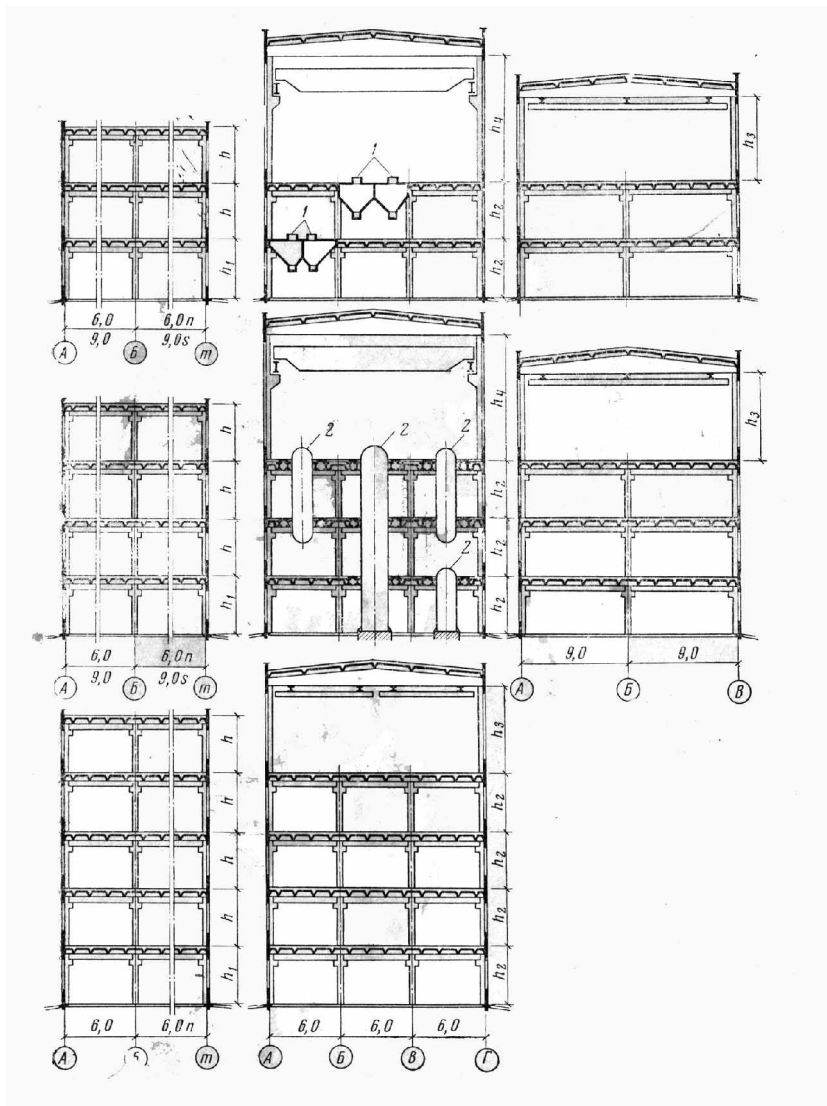 1
h
h
h₁
6,0 6,0n
9,0 9,0s
А Б m
1
h₄
h₂
h₂
h₃
h
h
h₁
6,0 6,0n
9,0 9,0s
А Б m
2 2 2
2
h₄
h₂
h₂
h₂
h₃
9,0 9,0
А Б В
h
h
h
h
h₁
6,0 6,0n
А m
h₃
h₂
h₂
h₂
h₂
6,0 6,0 6,0
А Б В Г